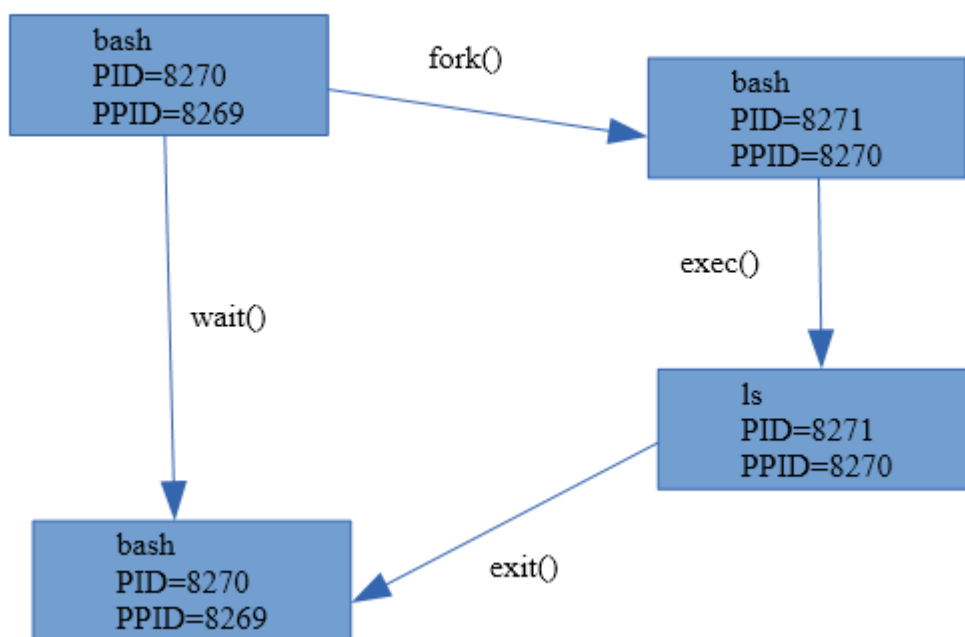 bash
PID=8270
PPID=8269
fork()
bash
PID=8271
PPID=8270
exec()
wait()
ls
PID=8271
PPID=8270
bash
PID=8270
PPID=8269
exit()